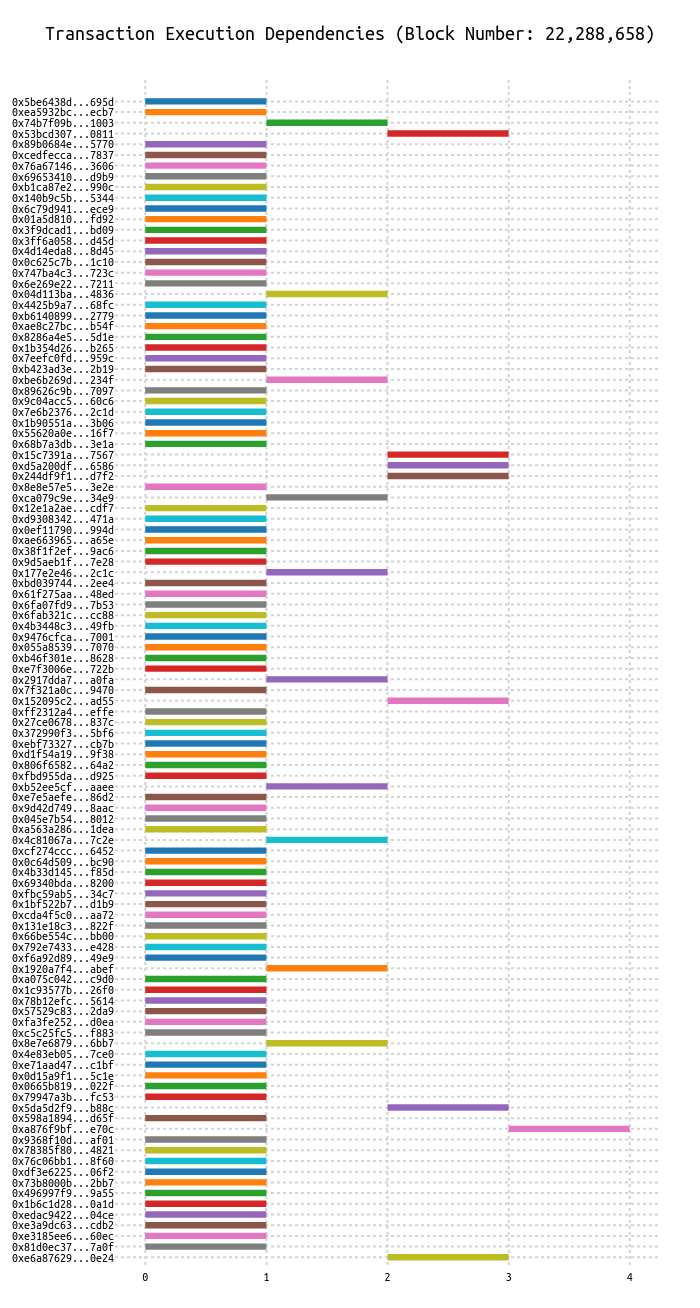 Transaction Execution Dependencies (Block Number: 22,288,658)
0x5be6438d...695d
0xea5932bc...ecb7
0x74b7f09b...1003
0x53bcd307...0811
0x89b0684e...5770
0xcedfecca...7837
0x76a67146...3606
0x69653410...d9b9
0xb1ca87e2...990c
0x140b9c5b...5344
0x6c79d941...ece9
0x01a5d810...fd92
0x3f9dcad1...bd09
0x3ff6a058...d45d
0x4d14eda8...8d45
0x0c625c7b...1c10
0x747ba4c3...723c
0x6e269e22...7211
0x04d113ba...4836
0x4425b9a7...68fc
0xb6140899...2779
0xae8c27bc...b54f
0x8286a4e5...5d1e
0x1b354d26...b265
0x7eefc0fd...959c
0xb423ad3e...2b19
0xbe6b269d...234f
0x89626c9b...7097
0x9c04acc5...60c6
0x7e6b2376...2c1d
0x1b90551a...3b06
0x55620a0e...16f7
0x68b7a3db...3e1a
0x15c7391a...7567
0xd5a200df...6586
0x244df9f1...d7f2
0x8e8e57e5...3e2e
0xca079c9e...34e9
0x12e1a2ae...cdf7
0xd9308342...471a
0x0ef11790...994d
0xae663965...a65e
0x38f1f2ef...9ac6
0x9d5aeb1f...7e28
0x177e2e46...2c1c
0xbd039744...2ee4
0x61f275aa...48ed
0x6fa07fd9...7b53
0x6fab321c...cc88
0x4b3448c3...49fb
0x9476cfca...7001
0x055a8539...7070
0xb46f301e...8628
0xe7f3006e...722b
0x2917dda7...a0fa
0x7f321a0c...9470
0x152095c2...ad55
0xff2312a4...effe
0x27ce0678...837c
0x372990f3...5bf6
0xebf73327...cb7b
0xd1f54a19...9f38
0x806f6582...64a2
0xfbd955da...d925
0xb52ee5cf...aaee
0xe7e5aefe...86d2
0x9d42d749...8aac
0x045e7b54...8012
0xa563a286...1dea
0x4c81067a...7c2e
0xcf274ccc...6452
0x0c64d509...bc90
0x4b33d145...f85d
0x69340bda...8200
0xfbc59ab5...34c7
0x1bf522b7...d1b9
0xcda4f5c0...aa72
0x131e18c3...822f
0x66be554c...bb00
0x792e7433...e428
0xf6a92d89...49e9
0x1920a7f4...abef
0xa075c042...c9d0
0x1c93577b...26f0
0x78b12efc...5614
0x57529c83...2da9
0xfa3fe252...d0ea
0xc5c25fc5...f883
0x8e7e6879...6bb7
0x4e83eb05...7ce0
0xe71aad47...c1bf
0x0d15a9f1...5c1e
0x0665b819...022f
0x79947a3b...fc53
0x5da5d2f9...b88c
0x598a1894...d65f
0xa876f9bf...e70c
0x9368f10d...af01
0x78385f80...4821
0x76c06bb1...8f60
0xdf3e6225...06f2
0x73b8000b...2bb7
0x496997f9...9a55
0x1b6c1d28...0a1d
0xedac9422...04ce
0xe3a9dc63...cdb2
0xe3185ee6...60ec
0x81d0ec37...7a0f
0xe6a87629...0e24
0 1 2 3 4